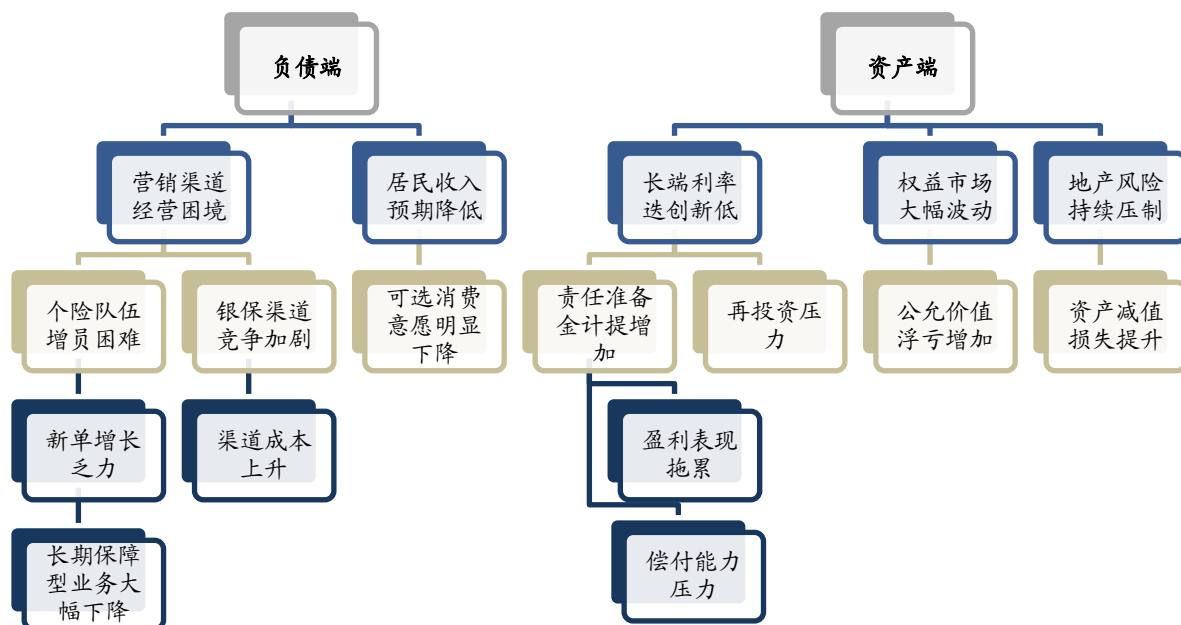 负债端
资产端
营销渠道
经营困境
居民收入
预期降低
长端利率
迭创新低
权益市场
大幅波动
地产风险
持续压制
个险队伍
增员困难
银保渠道
竞争加剧
可选消费
意愿明显
下降
责任准备
金计提增
加
再投资压
力
公允价值
浮亏增加
资产减值
损失提升
新单增长
乏力
渠道成本
上升
盈利表现
拖累
长期保障
型业务大
幅下降
偿付能力
压力